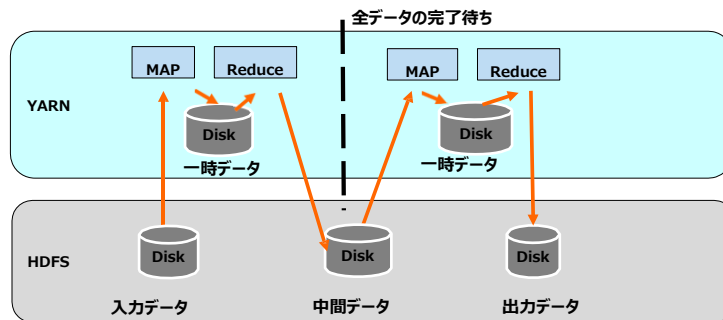 全データの完了待ち
MAP
Reduce
MAP
Reduce
YARN
Disk
Disk
一時データ
一時データ
HDFS
Disk
Disk
Disk
入力データ
中間データ
出力データ